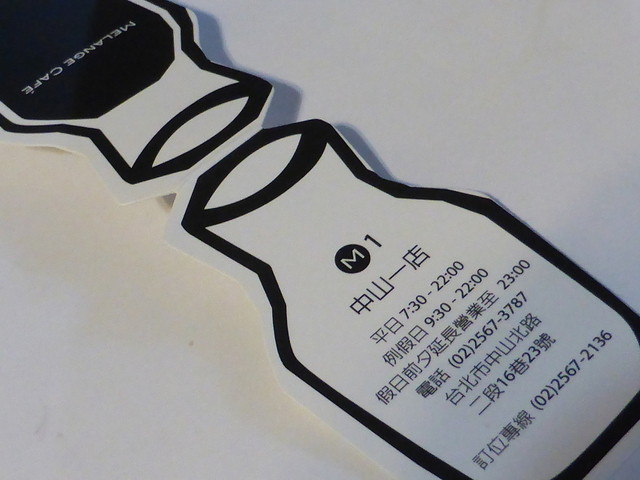 MELANGE CAFÉ
M 1
中山一店
平日 7:30 - 22:00
例假日 9:30 - 22:00
假日前夕延長營業至 23:00
電話 (02)2567-3787
台北市中山北路
二段16巷23號
訂位專線 (02)2567-2136